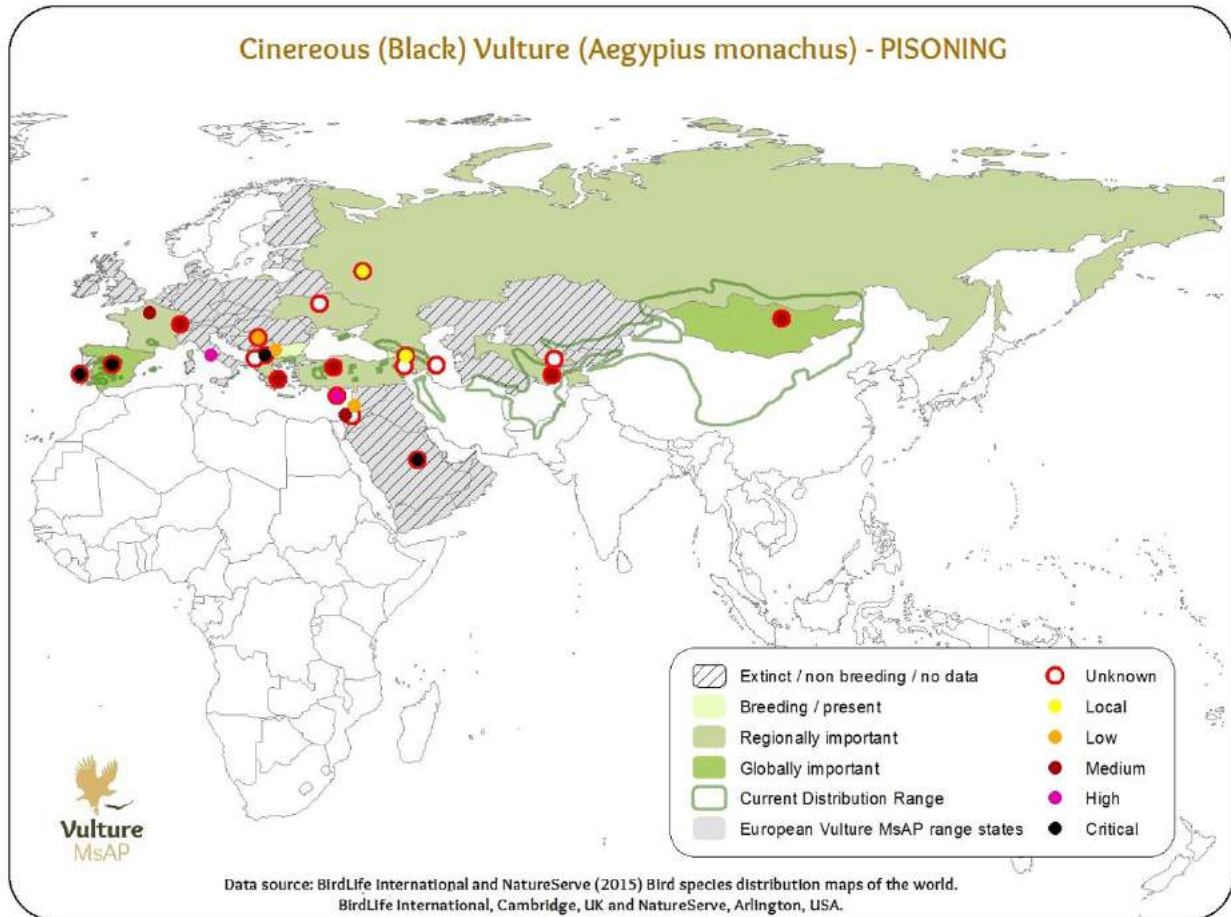 Cinereous (Black) Vulture (Aegypius monachus) - PISONING
Extinct / non breeding / no data
Breeding / present
Regionally important
Globally important
Current Distribution Range
European Vulture MsAP range states
Unknown
Local
Low
Medium
High
Critical
Vulture
MsAP
Data source: BirdLife International and NatureServe (2015) Bird species distribution maps of the world.
BirdLife International, Cambridge, UK and NatureServe, Arlington, USA.